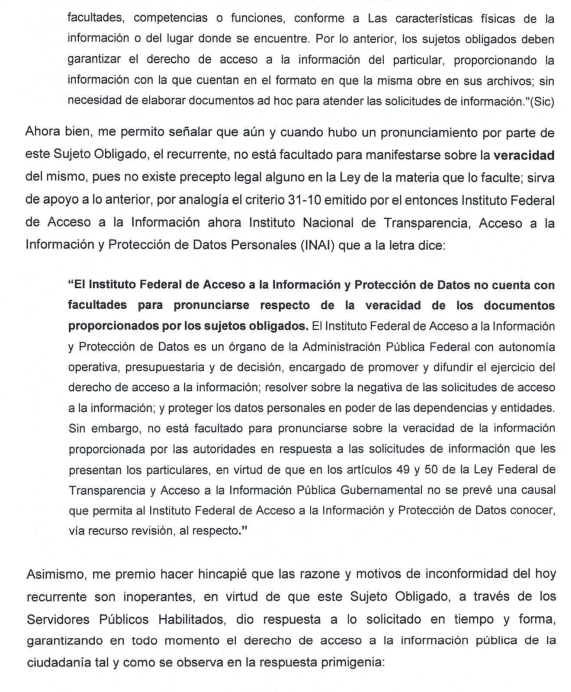 facultades, competencias o funciones, conforme a Las características físicas de la
información o del lugar donde se encuentre. Por lo anterior, los sujetos obligados deben
garantizar el derecho de acceso a la información del particular, proporcionando la
información con la que cuentan en el formato en que la misma obre en sus archivos; sin
necesidad de elaborar documentos ad hoc para atender las solicitudes de información."(Sic)
Ahora bien, me permito señalar que aún y cuando hubo un pronunciamiento por parte de
este Sujeto Obligado, el recurrente, no está facultado para manifestarse sobre la veracidad
del mismo, pues no existe precepto legal alguno en la Ley de la materia que lo faculte; sirva
de apoyo a lo anterior, por analogía el criterio 31-10 emitido por el entonces Instituto Federal
de Acceso a la Información ahora Instituto Nacional de Transparencia, Acceso a la
Información y Protección de Datos Personales (INAI) que a la letra dice:
“El Instituto Federal de Acceso a la Información y Protección de Datos no cuenta con
facultades para pronunciarse respecto de la veracidad de los documentos
proporcionados por los sujetos obligados. El Instituto Federal de Acceso a la Información
y Protección de Datos es un órgano de la Administración Pública Federal con autonomía
operativa, presupuestaria y de decisión, encargado de promover y difundir el ejercicio del
derecho de acceso a la información; resolver sobre la negativa de las solicitudes de acceso
a la información; y proteger los datos personales en poder de las dependencias y entidades.
Sin embargo, no está facultado para pronunciarse sobre la veracidad de la información
proporcionada por las autoridades en respuesta a las solicitudes de información que les
presentan los particulares, en virtud de que en los artículos 49 y 50 de la Ley Federal de
Transparencia y Acceso a la Información Pública Gubernamental no se prevé una causal
que permita al Instituto Federal de Acceso a la Información y Protección de Datos conocer,
vía recurso revisión, al respecto.”
Asimismo, me premio hacer hincapié que las razone y motivos de inconformidad del hoy
recurrente son inoperantes, en virtud de que este Sujeto Obligado, a través de los
Servidores Públicos Habilitados, dio respuesta a lo solicitado en tiempo y forma,
garantizando en todo momento el derecho de acceso a la información pública de la
ciudadanía tal y como se observa en la respuesta primigenia: